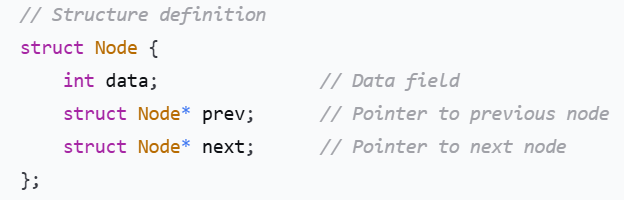 // Structure definition
struct Node {
    int data;               // Data field
    struct Node* prev;      // Pointer to previous node
    struct Node* next;      // Pointer to next node
};